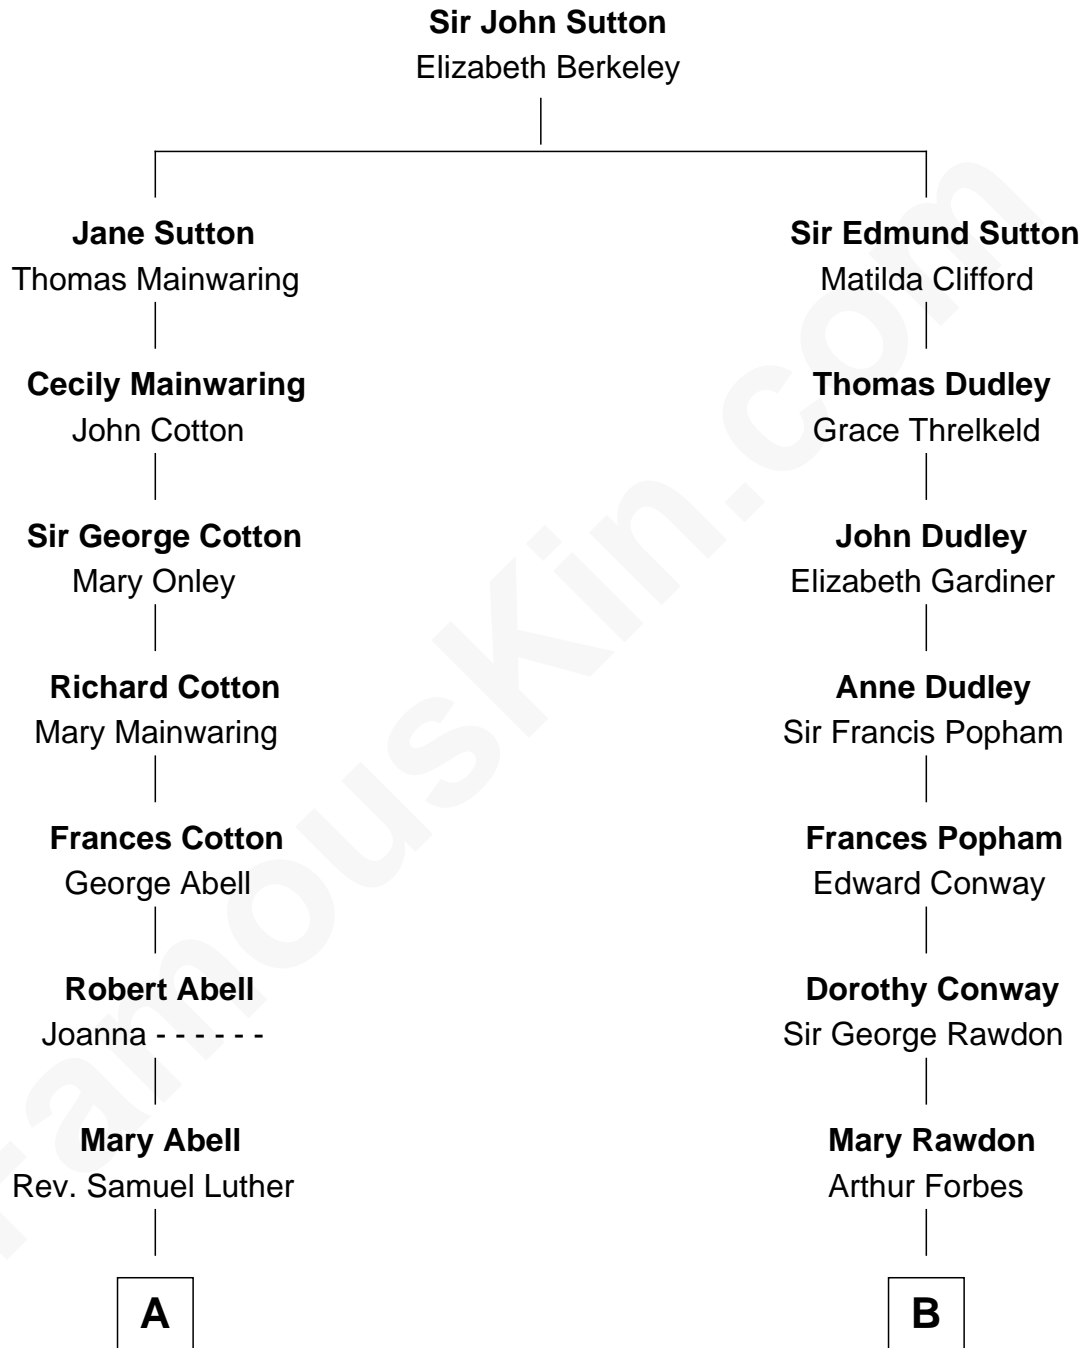 Sir John Sutton
Elizabeth Berkeley
Jane Sutton
Thomas Mainwaring
Sir Edmund Sutton
Matilda Clifford
Cecily Mainwaring
John Cotton
Thomas Dudley
Grace Threlkeld
Sir George Cotton
Mary Onley
John Dudley
Elizabeth Gardiner
Richard Cotton
Mary Mainwaring
Anne Dudley
Sir Francis Popham
Frances Cotton
George Abell
Frances Popham
Edward Conway
Robert Abell
Joanna - - - - - -
Dorothy Conway
Sir George Rawdon
Mary Abell
Rev. Samuel Luther
Mary Rawdon
Arthur Forbes
A
B
FamousKin.com